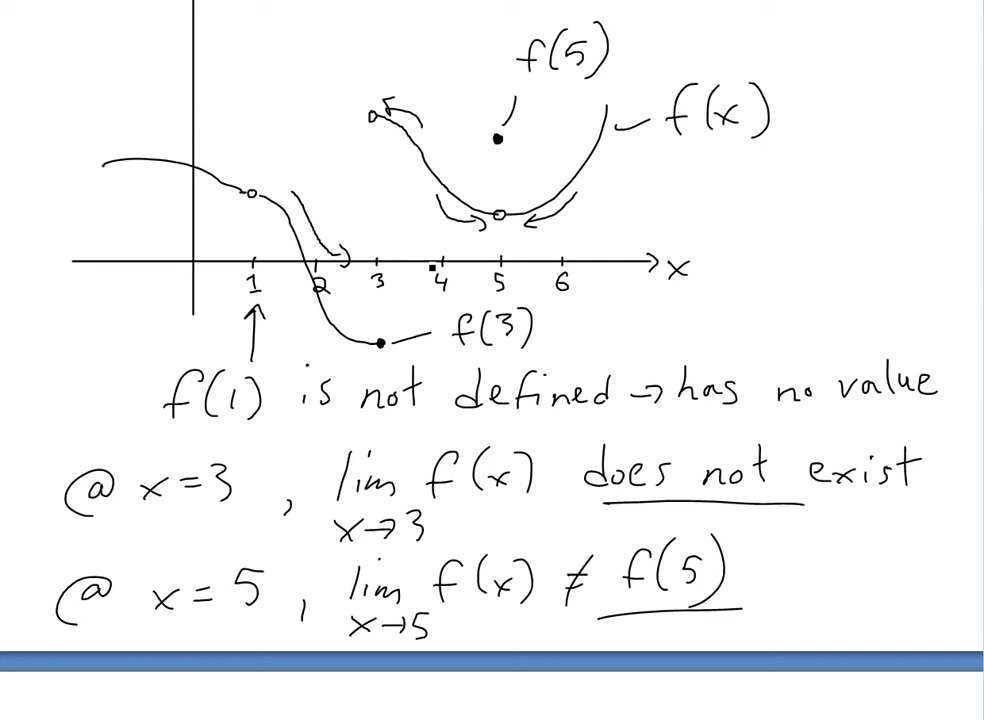 f(5)
f(x)
1 2 3 4 5 6 x
f(3)
f(1) is not defined → has no value
@ x = 3 , lim f(x) does not exist
x→3
@ x = 5 , lim f(x) ≠ f(5)
x→5